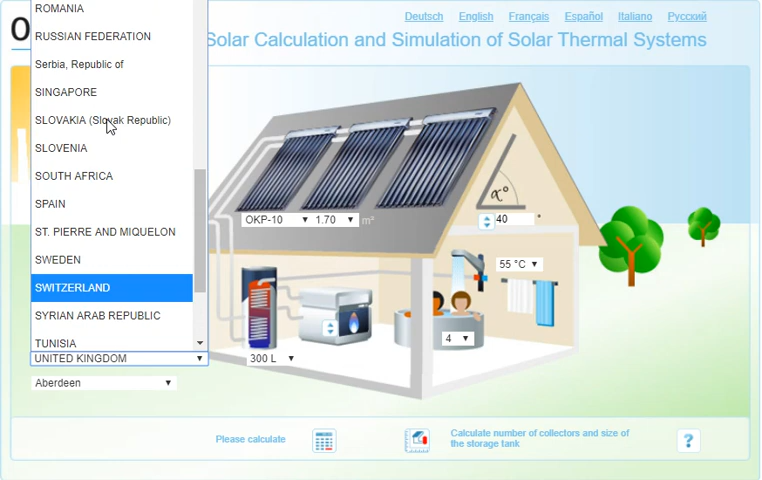 Deutsch English Français Español Italiano Русский
O
Solar Calculation and Simulation of Solar Thermal Systems
ROMANIA
RUSSIAN FEDERATION
Serbia, Republic of
SINGAPORE
SLOVAKIA (Slovak Republic)
SLOVENIA
SOUTH AFRICA
SPAIN
ST. PIERRE AND MIQUELON
SWEDEN
SWITZERLAND
SYRIAN ARAB REPUBLIC
TUNISIA
UNITED KINGDOM
Aberdeen
OKP-10 1.70 m²
α°
40 °
55 °C
4
300 L
Please calculate
Calculate number of collectors and size of
the storage tank
?